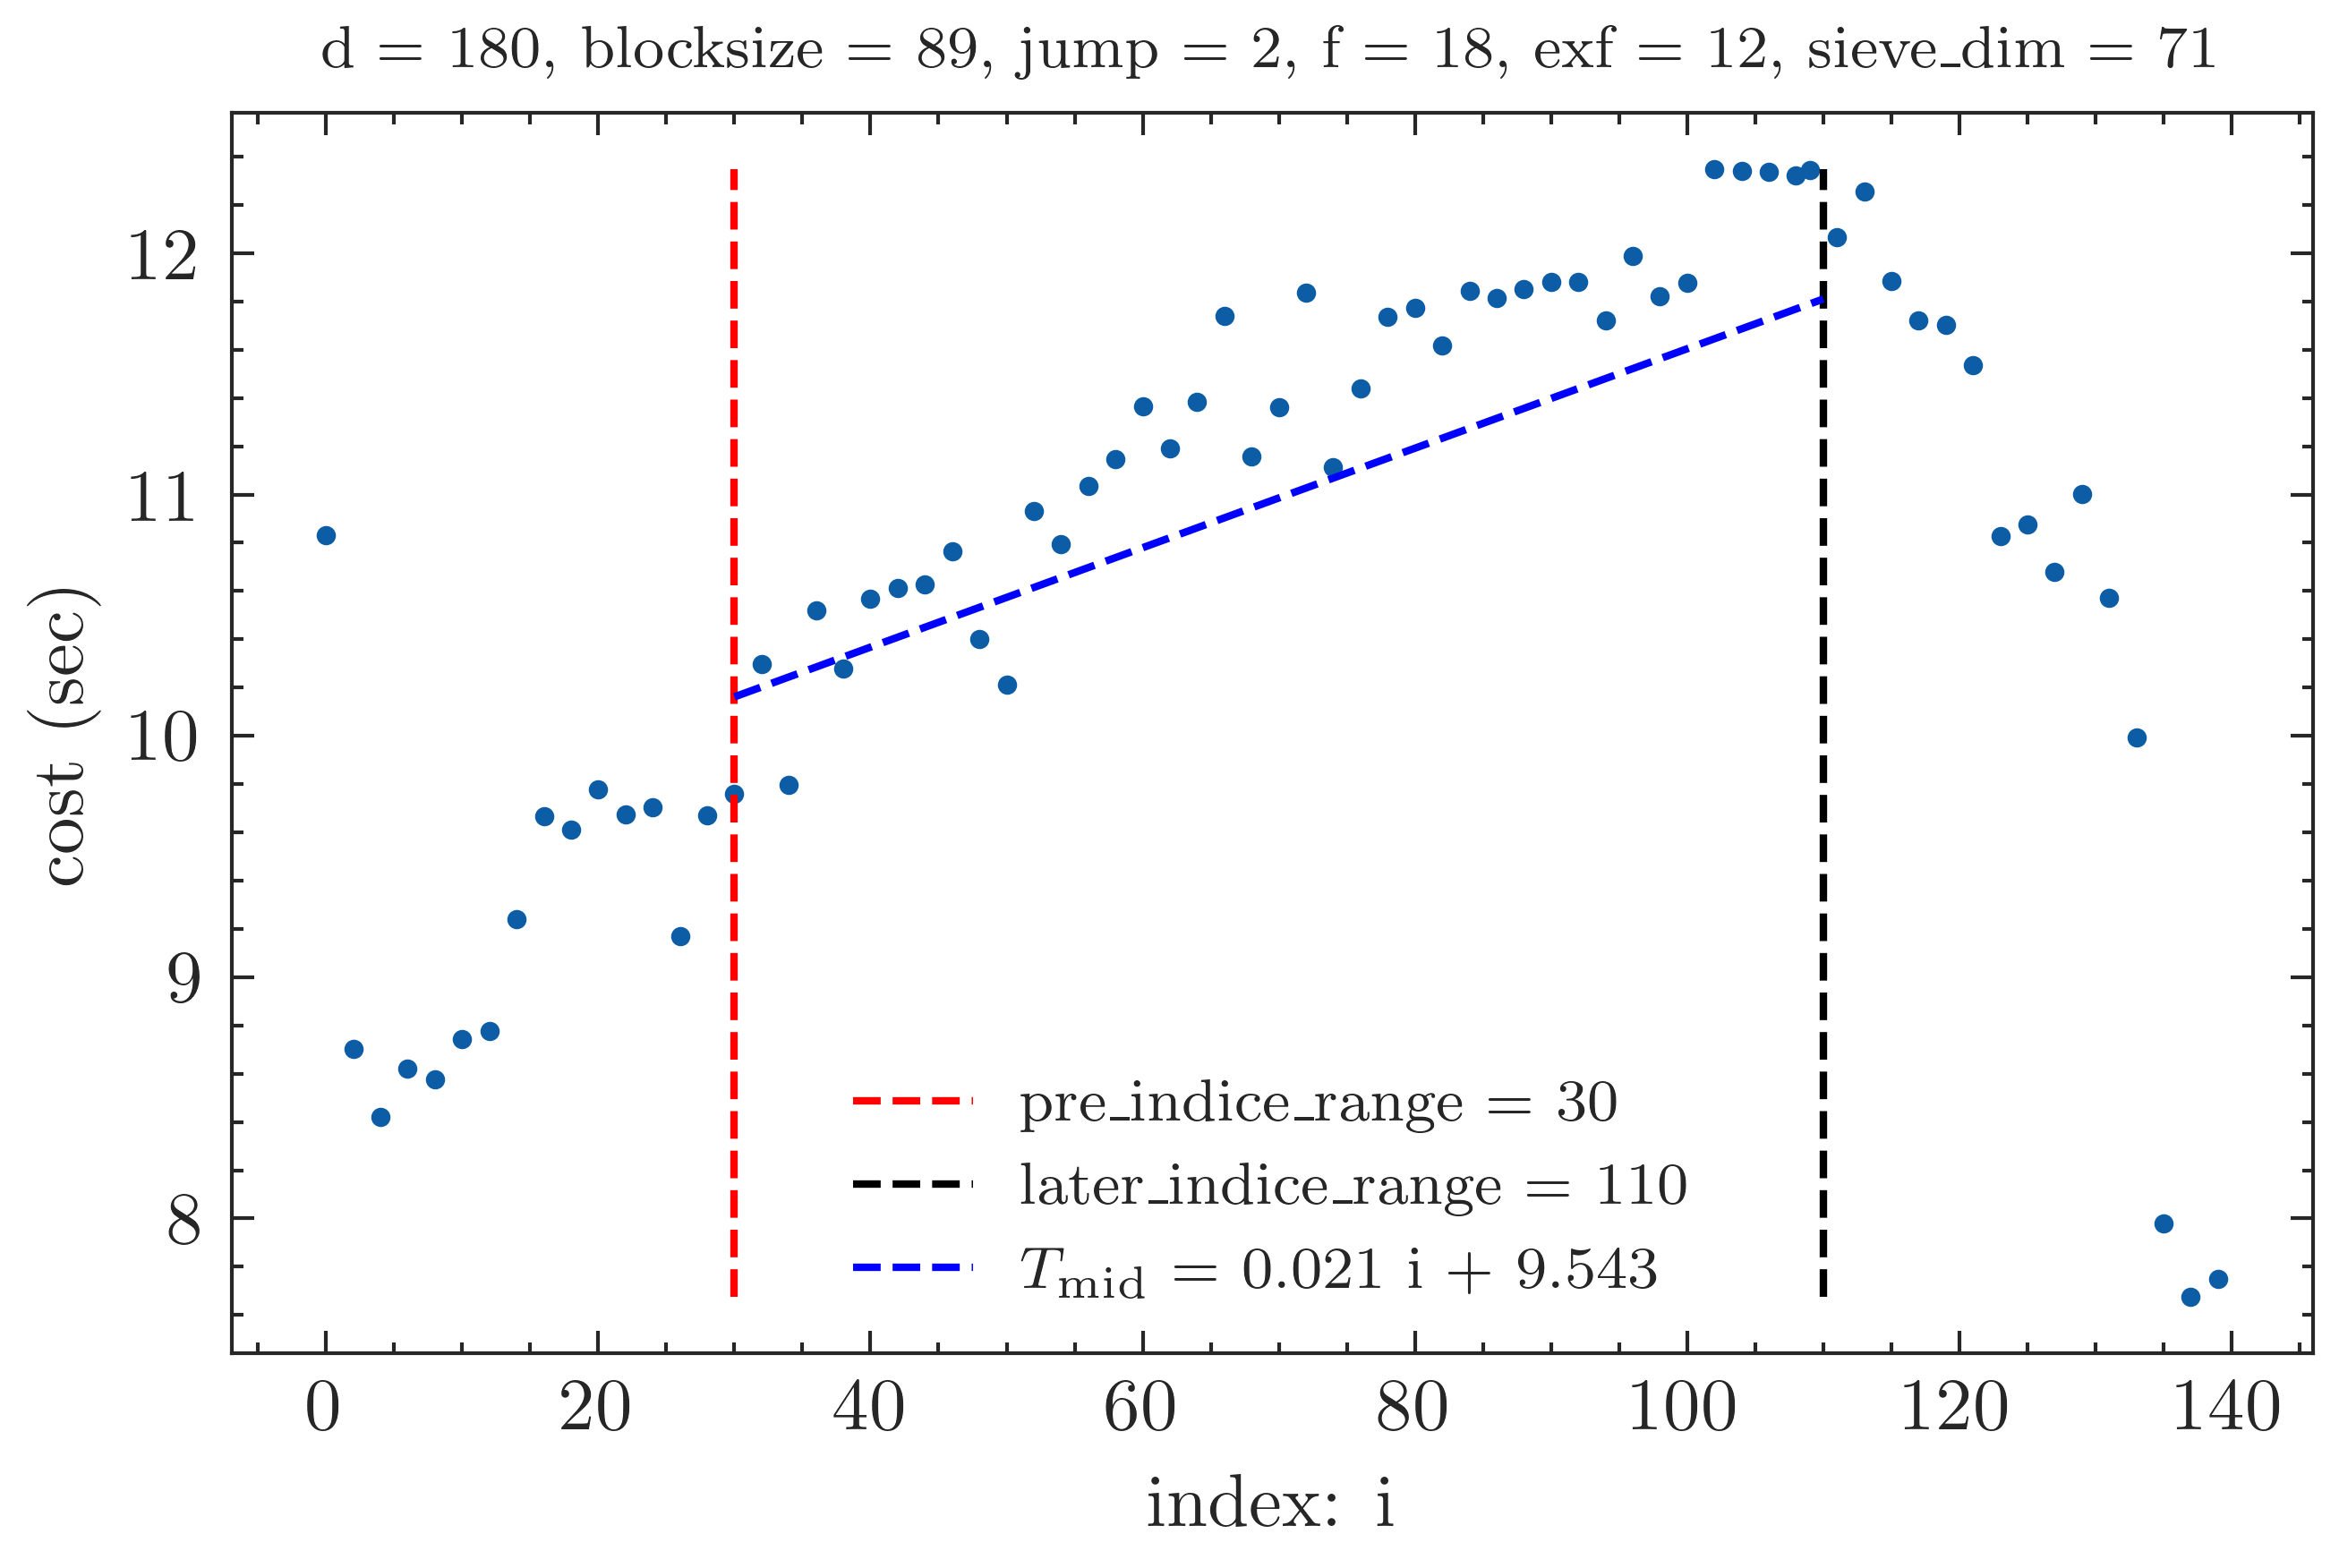 d = 180, blocksize = 89, jump = 2, f = 18, exf = 12, sieve_dim = 71
12
11
10
9
8
cost (sec)
pre_indice_range = 30
later_indice_range = 110
T_mid = 0.021 i + 9.543
0 20 40 60 80 100 120 140
index: i